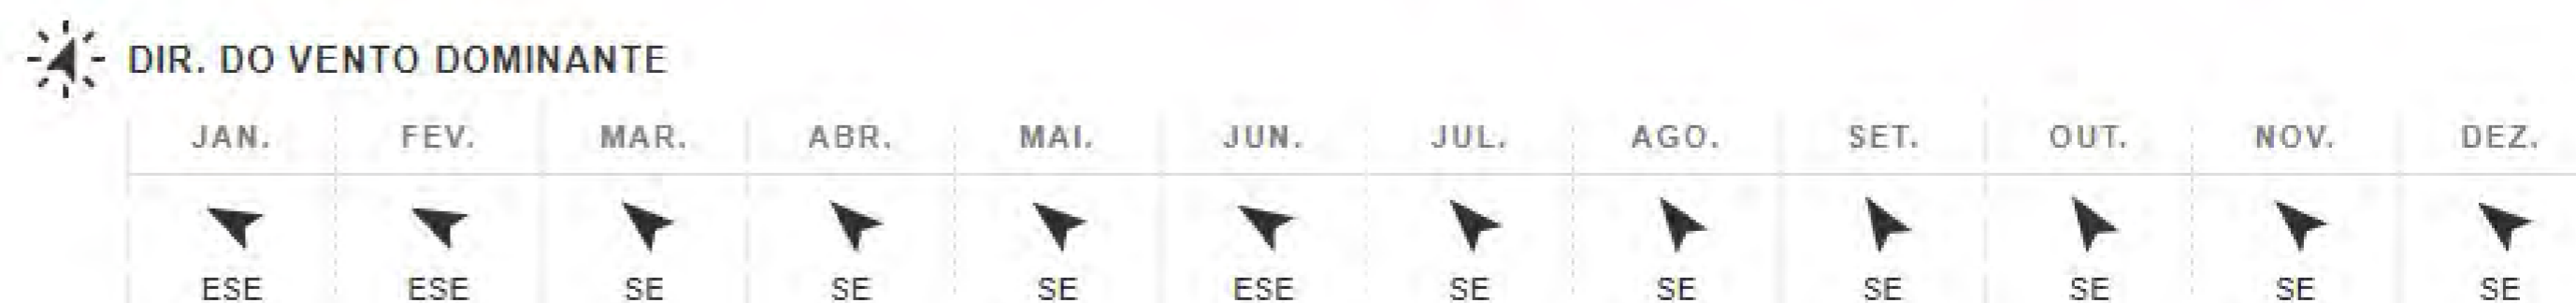 DIR. DO VENTO DOMINANTE
JAN. FEV. MAR. ABR. MAI. JUN. JUL. AGO. SET. OUT. NOV. DEZ.
ESE ESE SE SE SE ESE SE SE SE SE SE SE